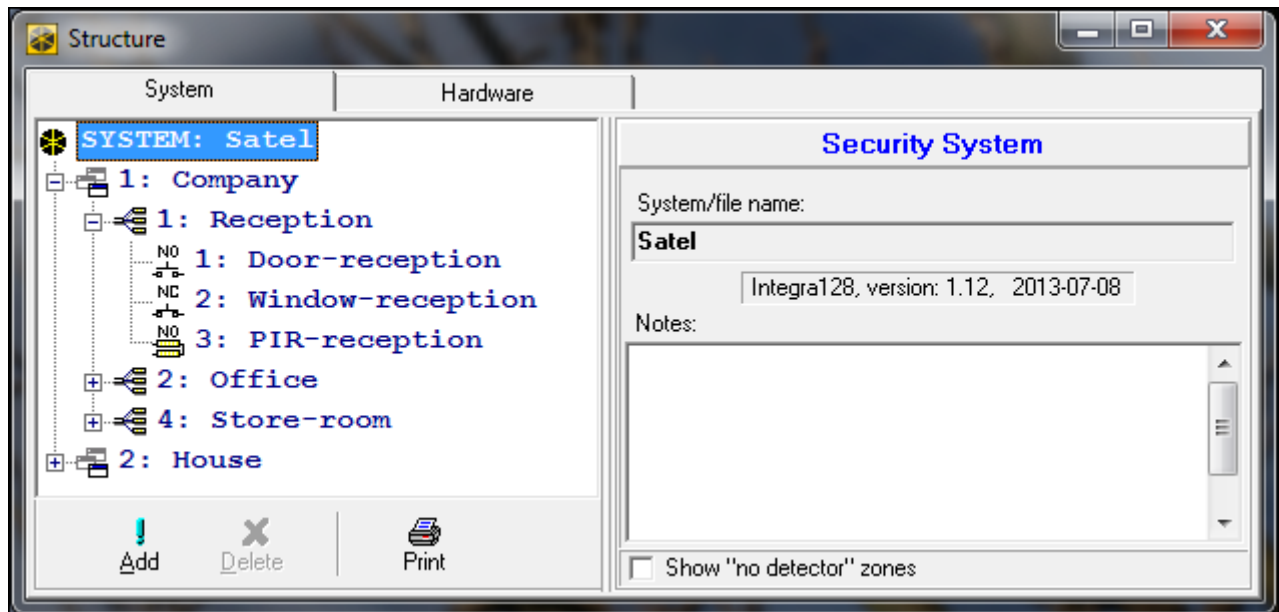 Structure
System
Hardware
SYSTEM: Satel
1: Company
1: Reception
NO 1: Door-reception
NC 2: Window-reception
NO 3: PIR-reception
2: Office
4: Store-room
2: House
Add
Delete
Print
Security System
System/file name:
Satel
Integra128, version: 1.12, 2013-07-08
Notes:
Show "no detector" zones